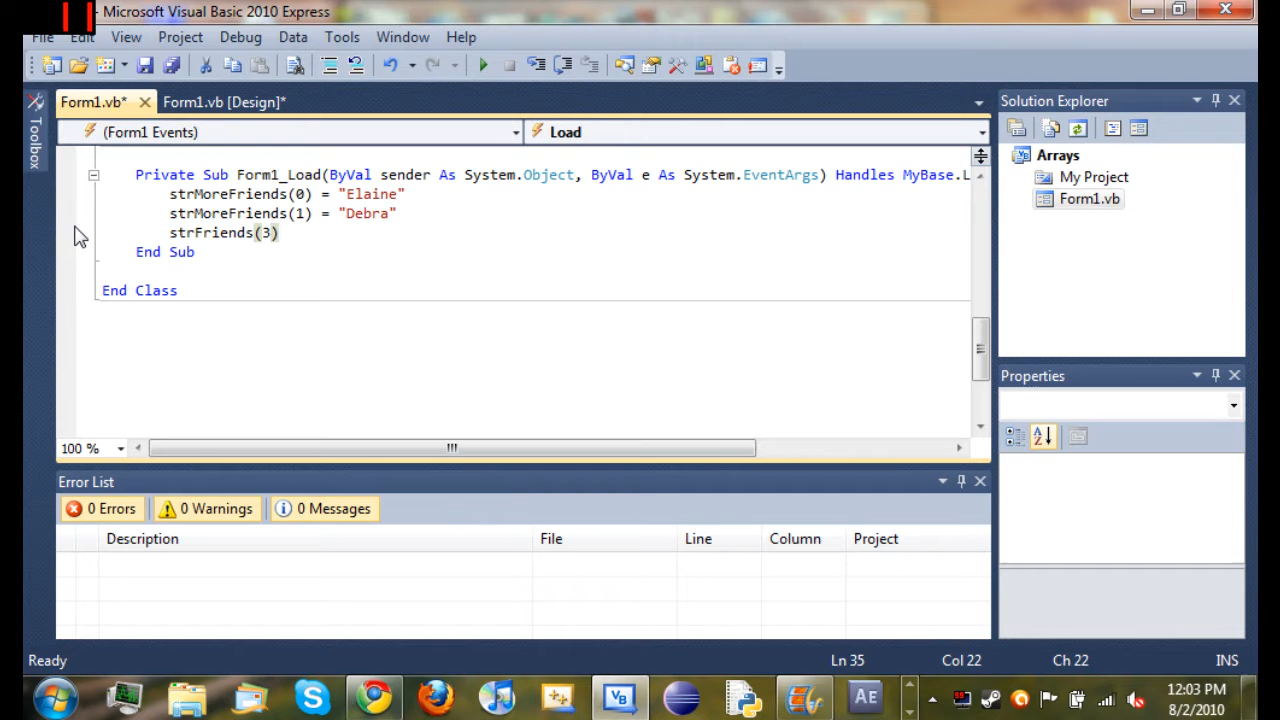 - Microsoft Visual Basic 2010 Express
File Edit View Project Debug Data Tools Window Help
Form1.vb* Form1.vb [Design]*
Toolbox
(Form1 Events) Load
Private Sub Form1_Load(ByVal sender As System.Object, ByVal e As System.EventArgs) Handles MyBase.L
strMoreFriends(0) = "Elaine"
strMoreFriends(1) = "Debra"
strFriends(3)
End Sub
End Class
100 %
Solution Explorer
Arrays
My Project
Form1.vb
Properties
Error List
0 Errors 0 Warnings 0 Messages
Description File Line Column Project
Ready Ln 35 Col 22 Ch 22 INS
VB AE
12:03 PM
8/2/2010